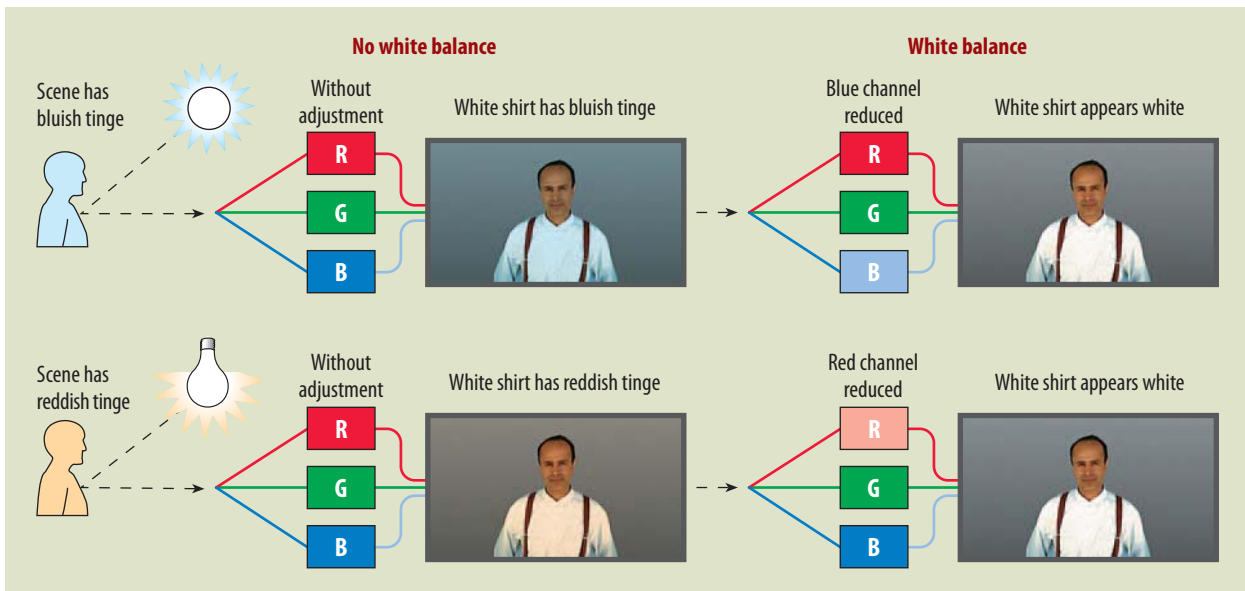 No white balance
White balance
Scene has
bluish tinge
Without
adjustment
R
G
B
White shirt has bluish tinge
Blue channel
reduced
R
G
B
White shirt appears white
Scene has
reddish tinge
Without
adjustment
R
G
B
White shirt has reddish tinge
Red channel
reduced
R
G
B
White shirt appears white